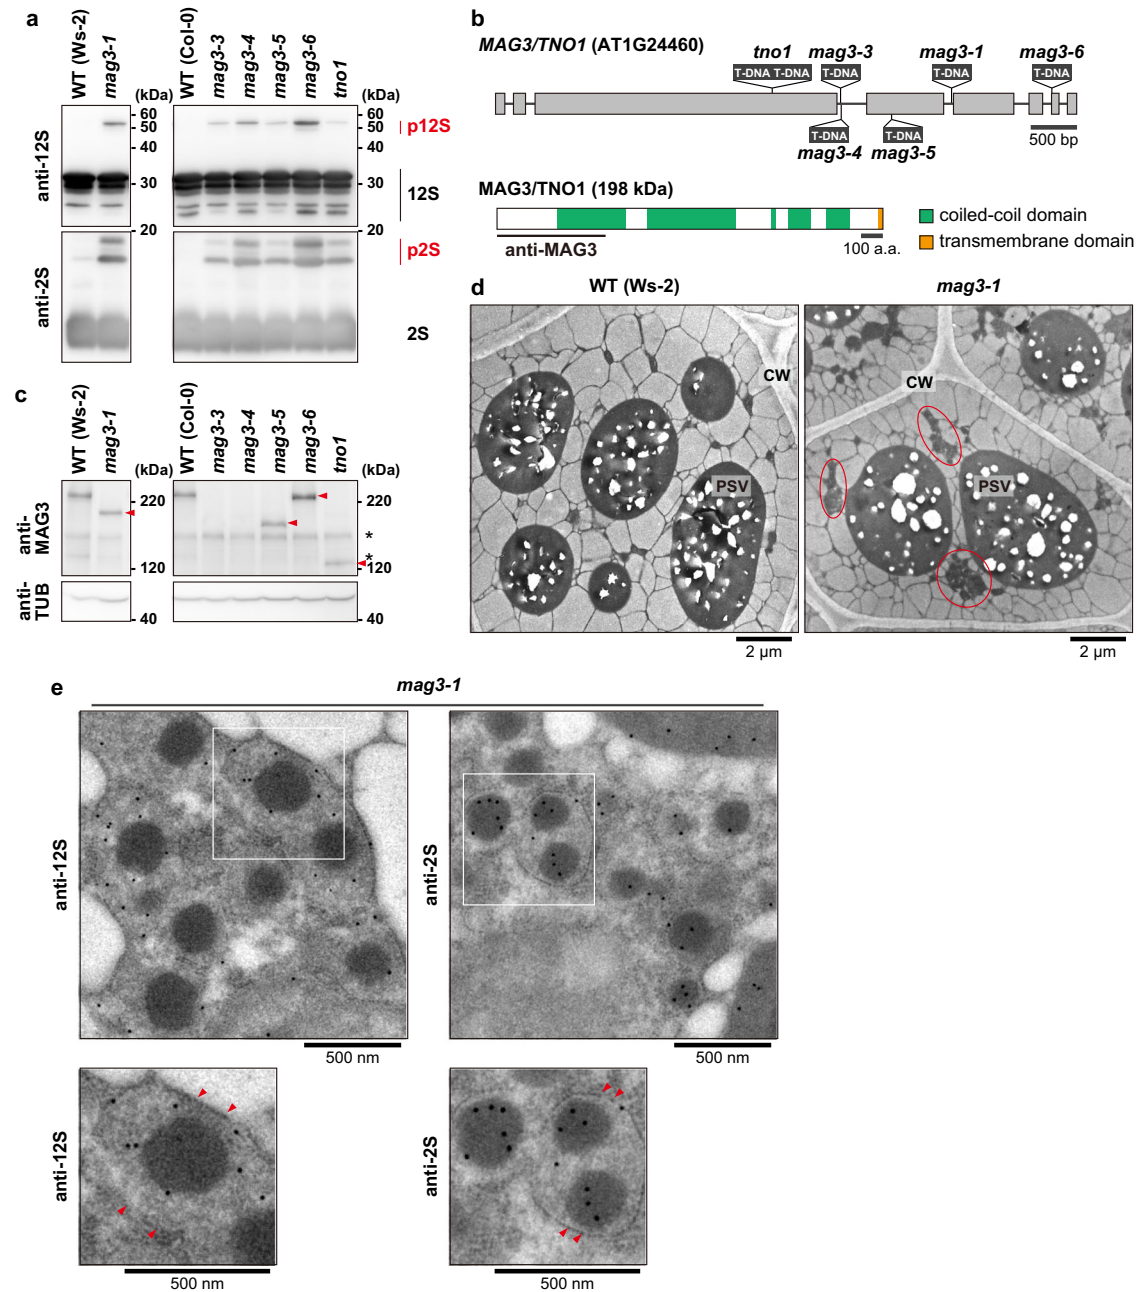 a
WT (Ws-2)
mag3-1
WT (Col-0)
mag3-3
mag3-4
mag3-5
mag3-6
tno1
(kDa)
(kDa)
anti-12S
60
50
40
30
20
60
50
40
30
20
p12S
12S
anti-2S
p2S
2S
b
MAG3/TNO1 (AT1G24460)
tno1
mag3-3
mag3-1
mag3-6
T-DNA T-DNA
T-DNA
T-DNA
T-DNA
T-DNA
T-DNA
mag3-4
mag3-5
500 bp
MAG3/TNO1 (198 kDa)
anti-MAG3
100 a.a.
coiled-coil domain
transmembrane domain
c
WT (Ws-2)
mag3-1
WT (Col-0)
mag3-3
mag3-4
mag3-5
mag3-6
tno1
(kDa)
(kDa)
anti-
MAG3
220
120
220
*
*
120
anti-
TUB
40
40
d
WT (Ws-2)
mag3-1
CW
PSV
2 µm
CW
PSV
2 µm
e
mag3-1
anti-12S
500 nm
anti-2S
500 nm
anti-12S
500 nm
anti-2S
500 nm